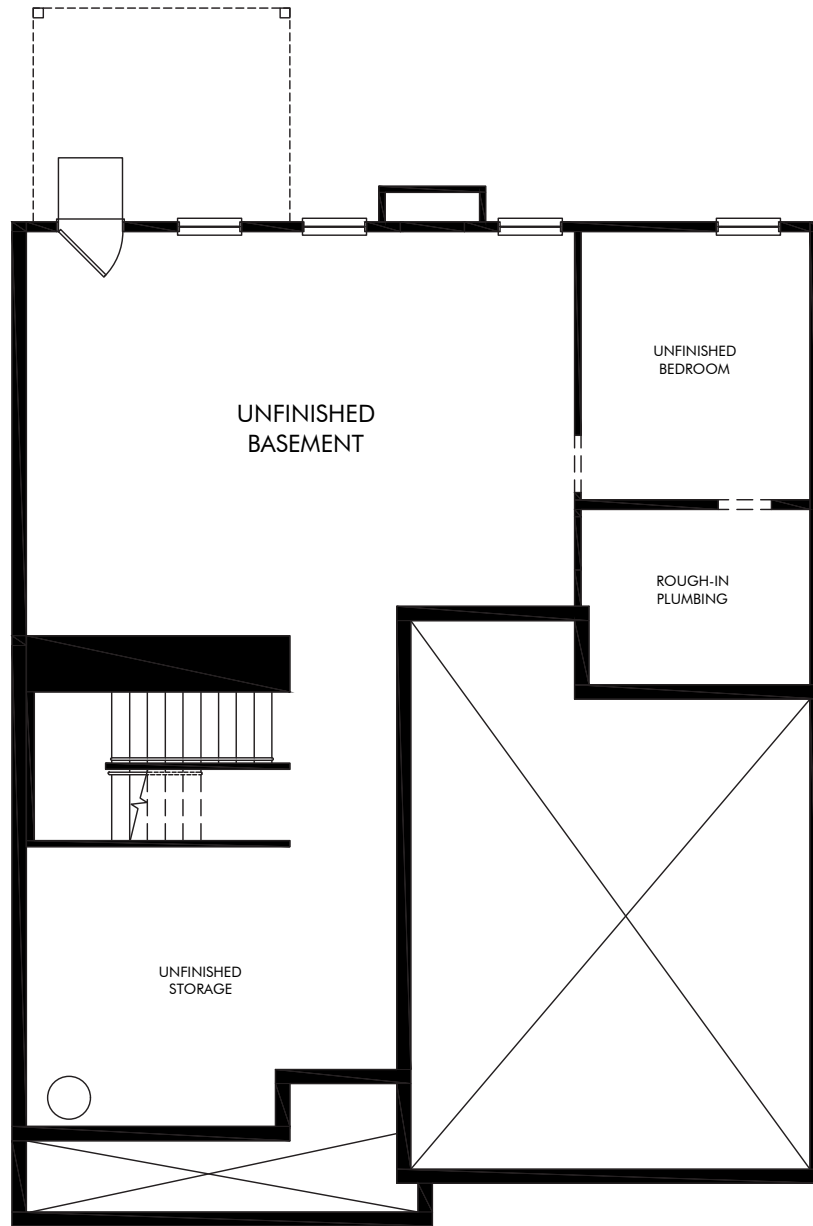 UNFINISHED
BEDROOM
UNFINISHED
BASEMENT
ROUGH-IN
PLUMBING
UNFINISHED
STORAGE